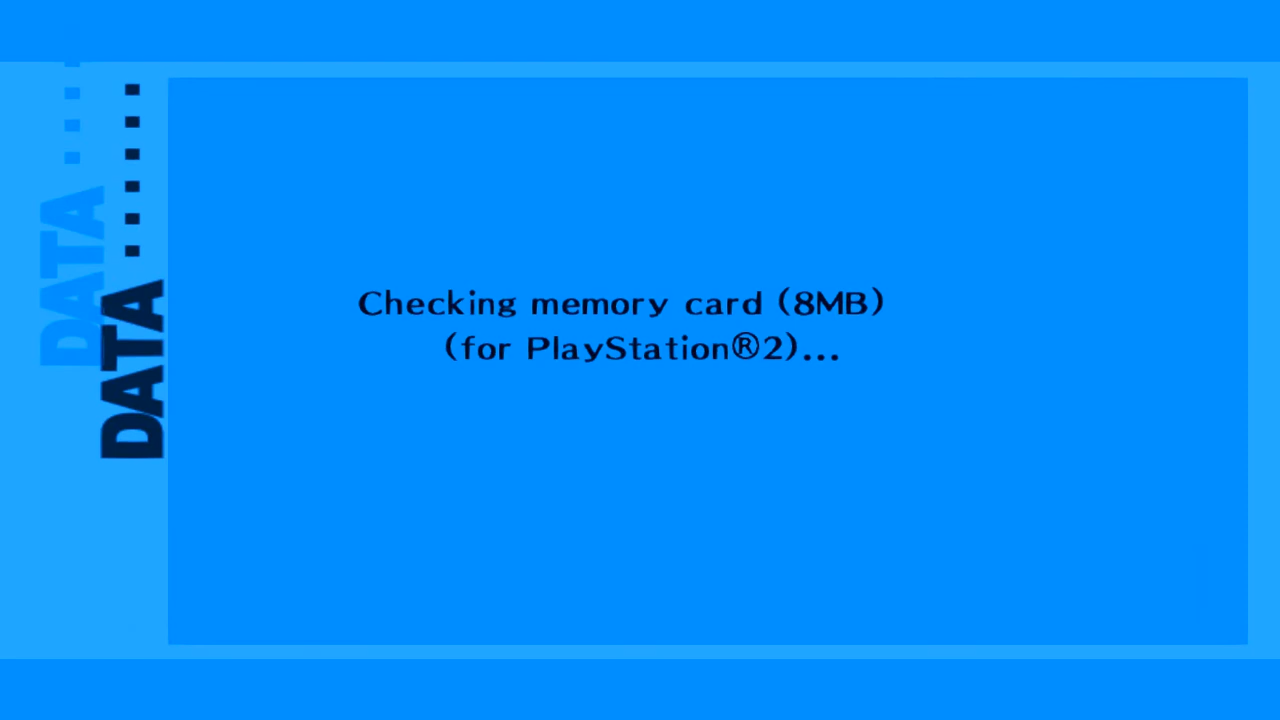 DATA ......
DATA ....
Checking memory card (8MB)
(for PlayStation®2)...